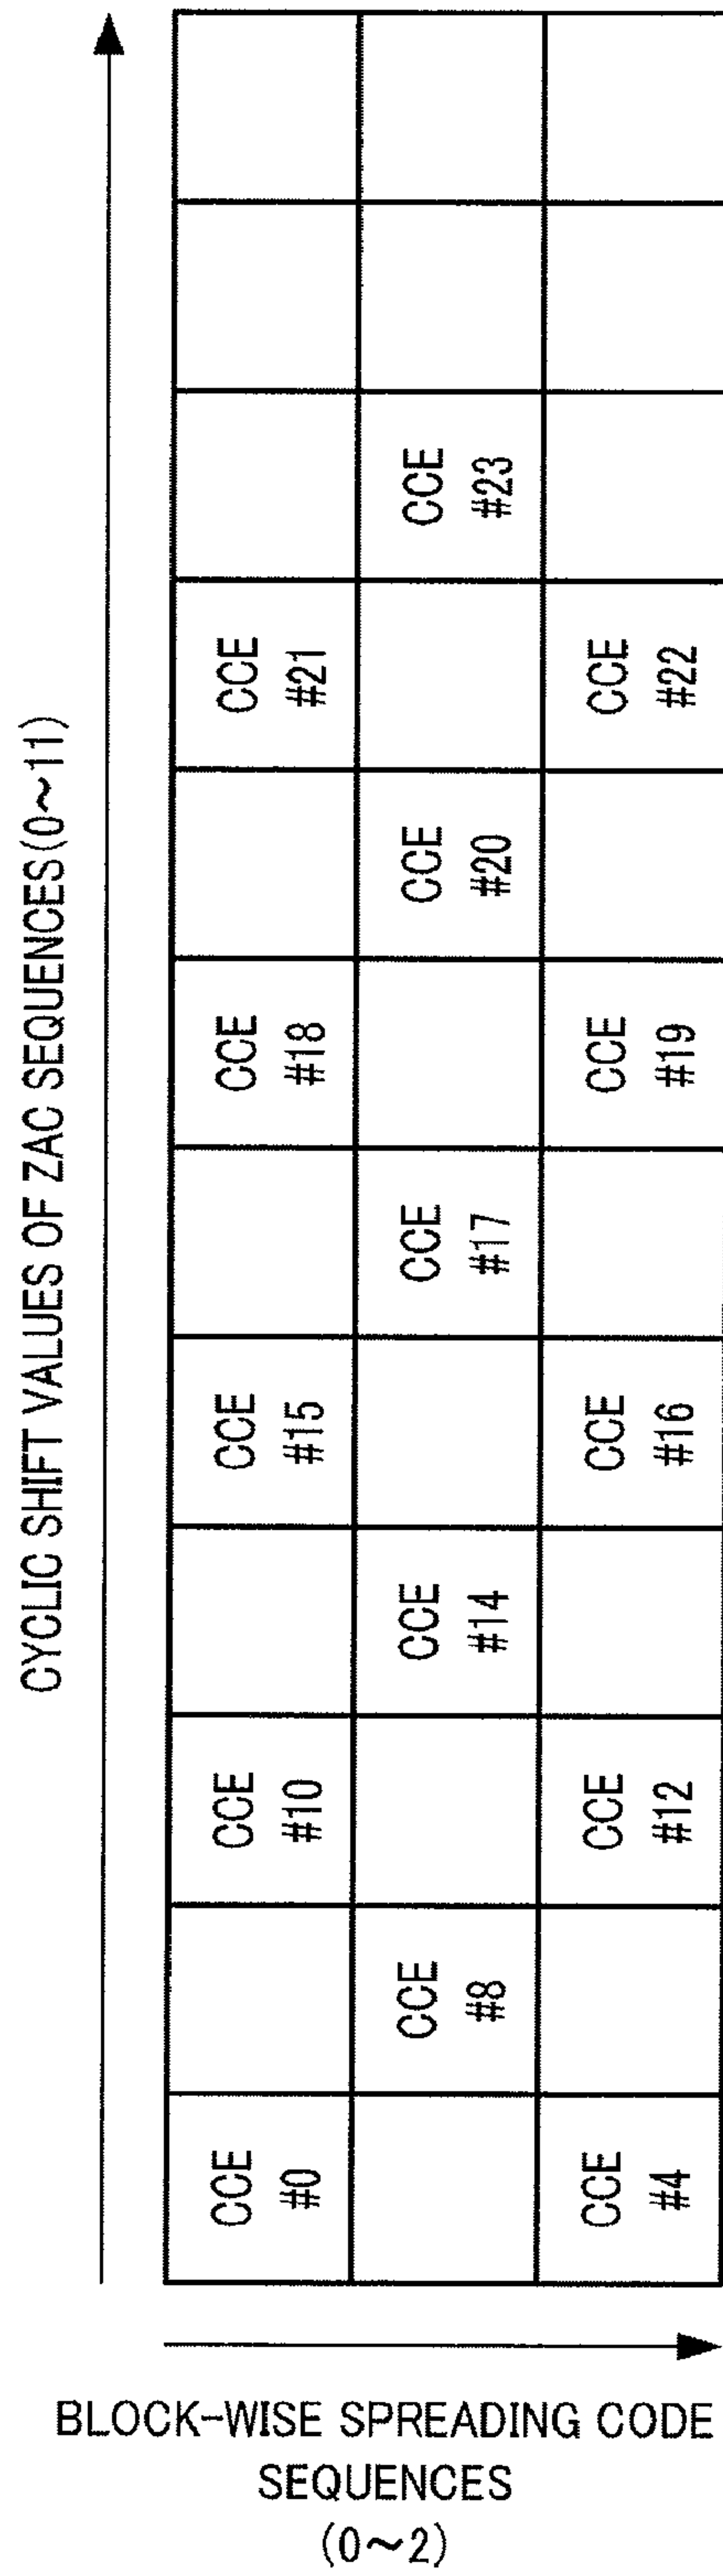 CYCLIC SHIFT VALUES OF ZAC SEQUENCES(0~11)
CCE
#0
CCE
#10
CCE
#15
CCE
#18
CCE
#21
CCE
#8
CCE
#14
CCE
#17
CCE
#20
CCE
#23
CCE
#4
CCE
#12
CCE
#16
CCE
#19
CCE
#22
BLOCK-WISE SPREADING CODE
SEQUENCES
(0~2)